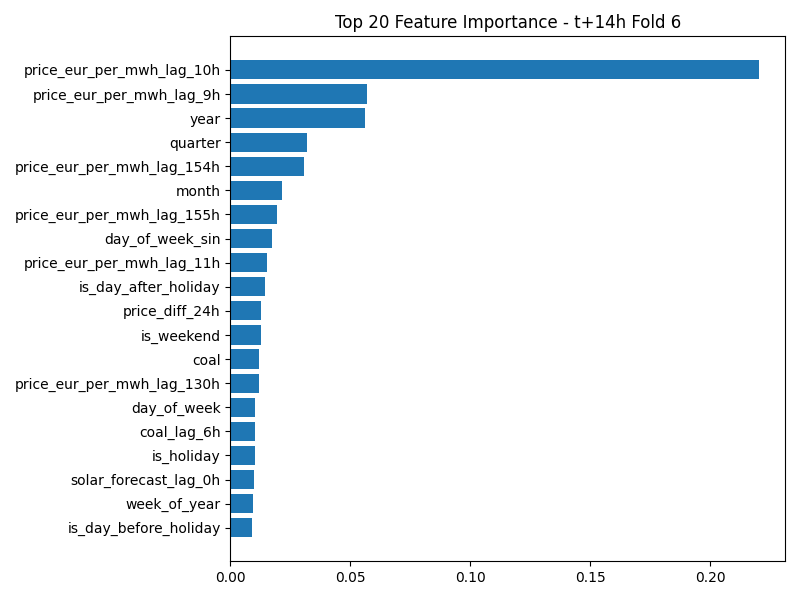 Top 20 Feature Importance - t+14h Fold 6
price_eur_per_mwh_lag_10h
price_eur_per_mwh_lag_9h
year
quarter
price_eur_per_mwh_lag_154h
month
price_eur_per_mwh_lag_155h
day_of_week_sin
price_eur_per_mwh_lag_11h
is_day_after_holiday
price_diff_24h
is_weekend
coal
price_eur_per_mwh_lag_130h
day_of_week
coal_lag_6h
is_holiday
solar_forecast_lag_0h
week_of_year
is_day_before_holiday
0.00 0.05 0.10 0.15 0.20